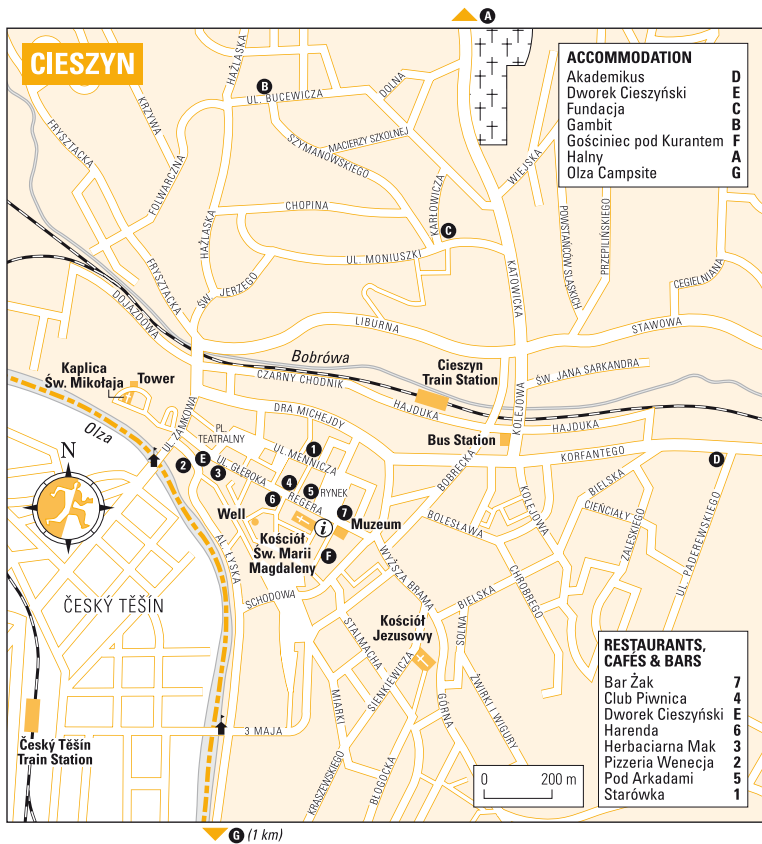 A
CIESZYN
ACCOMMODATION
Akademikus D
Dworek Cieszyński E
Fundacja C
Gambit B
Gościniec pod Kurantem F
Halny A
Olza Campsite G
HAŻLASKA
DOLNA
B
UL. BUCEWICZA
KRZYWA
FRYSZTACKA
MACIERZY SZKOLNEJ
SZYMANOWSKIEGO
WIEJSKA
FOLWARCZNA
KARŁOWICZA
CHOPINA
POWSTAŃCÓW ŚLASKICH
PRZEPILIŃSKIEGO
HAŻLASKA
C
UL. MONIUSZKI
KATOWICKA
FRYSZTACKA
CEGIELNIANA
ŚW. JERZEGO
DOJAZDOWA
LIBURNA
STAWOWA
Bobrówa
Cieszyn
Train Station
Kaplica
Św. Mikołaja
Tower
CZARNY CHODNIK
ŚW. JANA SARKANDRA
HAJDUKA
KOLEJOWA
DRA MICHEJDY
HAJDUKA
Olza
UL. ZAMKOWA
PL.
TEATRALNY
Bus Station
N
1
UL. MENNICZA
KORFANTEGO
D
2
E
3
UL. GŁĘBOKA
4
5
RYNEK
BOBRECKA
BIELSKA
6
REGERA
KOLEJOWA
CIEŃCIAŁY
Well
7
Muzeum
i
BOLESŁAWA
ZALESKIEGO
UL. PADEREWSKIEGO
Kościół
Św. Marii
Magdaleny
F
AL. ŁYSKA
WYŻSZA BRAMA
CHROBREGO
ČESKÝ TĚŠÍN
SCHODOWA
BIELSKA
STALMACHA
Kościół
Jezusowy
SOLNA
SIENKIEWICZA
MIARKI
GÓRNA
ŻWIRKI I WIGURY
3 MAJA
Český Těšín
Train Station
KRASZEWSKIEGO
BŁOGOCKA
0 200 m
RESTAURANTS,
CAFÉS & BARS
Bar Żak 7
Club Piwnica 4
Dworek Cieszyński E
Harenda 6
Herbaciarna Mak 3
Pizzeria Wenecja 2
Pod Arkadami 5
Starówka 1
G (1 km)